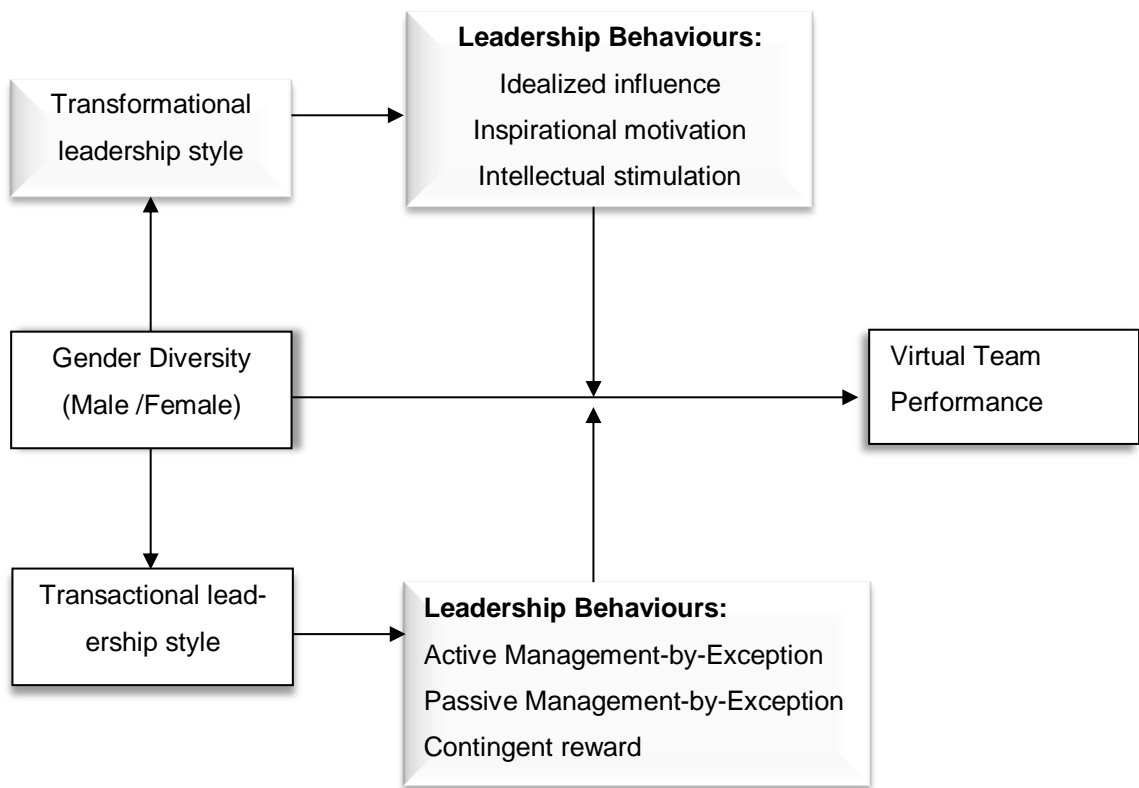 Leadership Behaviours:
Idealized influence
Inspirational motivation
Intellectual stimulation
Transformational
leadership style
Gender Diversity
(Male /Female)
Virtual Team
Performance
Transactional lead-
ership style
Leadership Behaviours:
Active Management-by-Exception
Passive Management-by-Exception
Contingent reward